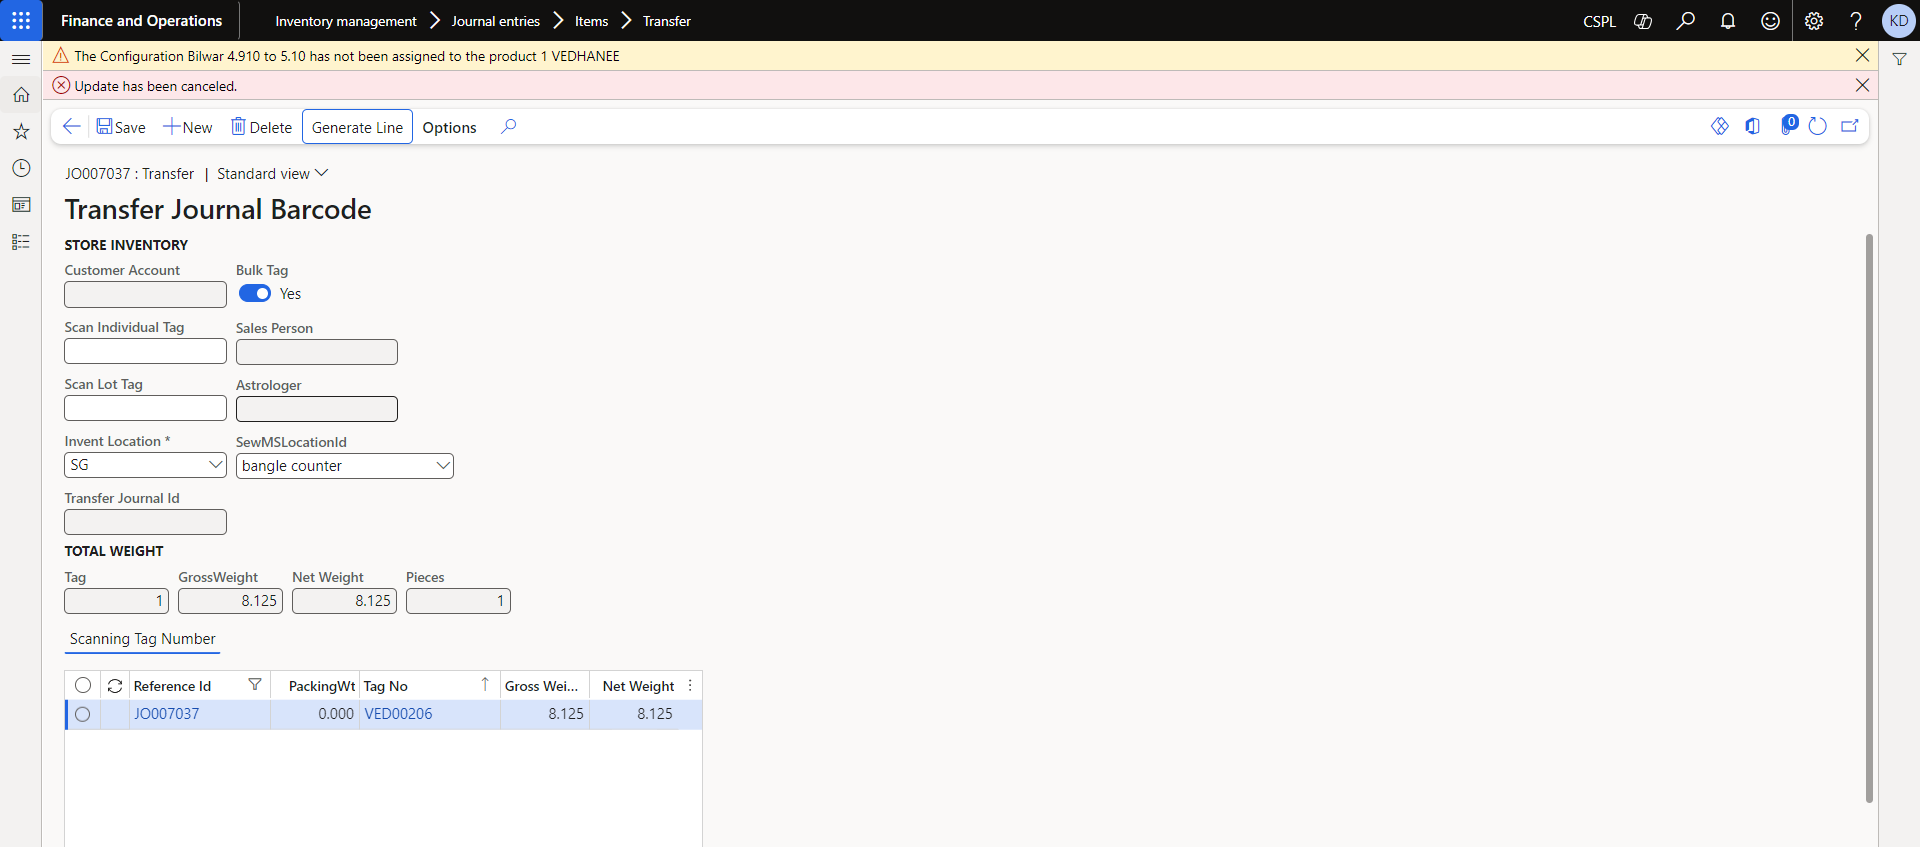 Finance and Operations
Inventory management > Journal entries > Items > Transfer
CSPL
?
KD
The Configuration Bilwar 4.910 to 5.10 has not been assigned to the product 1 VEDHANEE
Update has been canceled.
Save
New
Delete
Generate Line
Options
0
JO007037 : Transfer | Standard view
Transfer Journal Barcode
STORE INVENTORY
Customer Account
Bulk Tag
Yes
Scan Individual Tag
Sales Person
Scan Lot Tag
Astrologer
Invent Location *
SG
SewMSLocationId
bangle counter
Transfer Journal Id
TOTAL WEIGHT
Tag GrossWeight Net Weight Pieces
1 8.125 8.125 1
Scanning Tag Number
Reference Id PackingWt Tag No Gross Wei... Net Weight
JO007037 0.000 VED00206 8.125 8.125